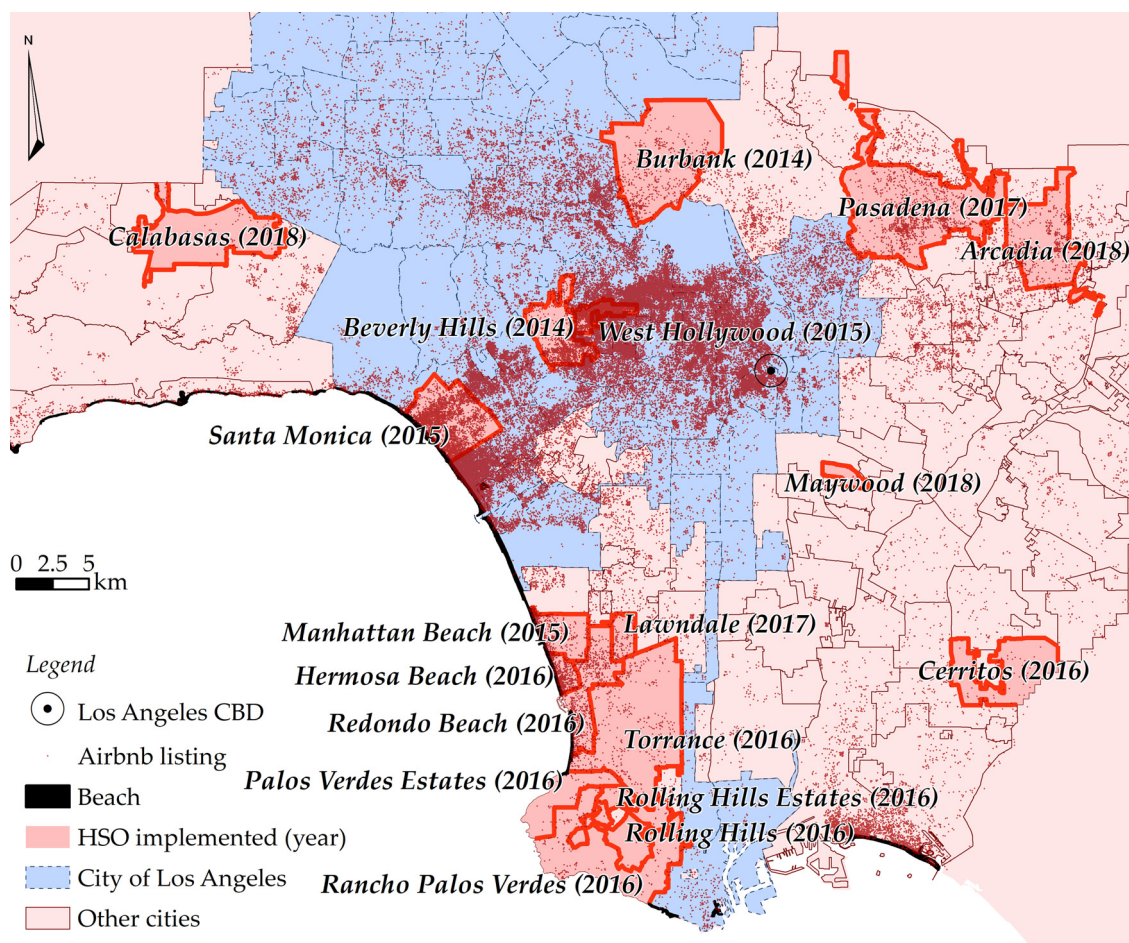 N
Burbank (2014)
Pasadena (2017)
Calabasas (2018)
Arcadia (2018)
Beverly Hills (2014)
West Hollywood (2015)
Santa Monica (2015)
Maywood (2018)
0 2.5 5
km
Manhattan Beach (2015)
Lawndale (2017)
Hermosa Beach (2016)
Cerritos (2016)
Redondo Beach (2016)
Torrance (2016)
Palos Verdes Estates (2016)
Rolling Hills Estates (2016)
Rolling Hills (2016)
Rancho Palos Verdes (2016)
Legend
Los Angeles CBD
Airbnb listing
Beach
HSO implemented (year)
City of Los Angeles
Other cities